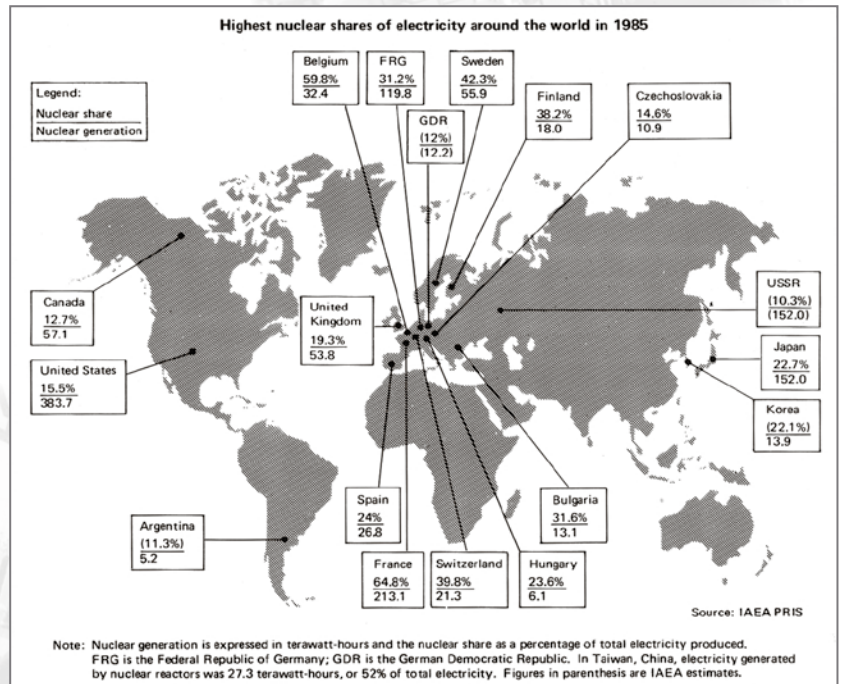 Highest nuclear shares of electricity around the world in 1985
Belgium
59.8%
32.4
FRG
31.2%
119.8
Sweden
42.3%
55.9
Legend:
Nuclear share
Nuclear generation
GDR
(12%)
(12.2)
Finland
38.2%
18.0
Czechoslovakia
14.6%
10.9
Canada
12.7%
57.1
United
Kingdom
19.3%
53.8
USSR
(10.3%)
(152.0)
United States
15.5%
383.7
Japan
22.7%
152.0
Korea
(22.1%)
13.9
Argentina
(11.3%)
5.2
Spain
24%
26.8
Bulgaria
31.6%
13.1
France
64.8%
213.1
Switzerland
39.8%
21.3
Hungary
23.6%
6.1
Source: IAEA PRIS
Note: Nuclear generation is expressed in terawatt-hours and the nuclear share as a percentage of total electricity produced.
FRG is the Federal Republic of Germany; GDR is the German Democratic Republic. In Taiwan, China, electricity generated
by nuclear reactors was 27.3 terawatt-hours, or 52% of total electricity. Figures in parenthesis are IAEA estimates.